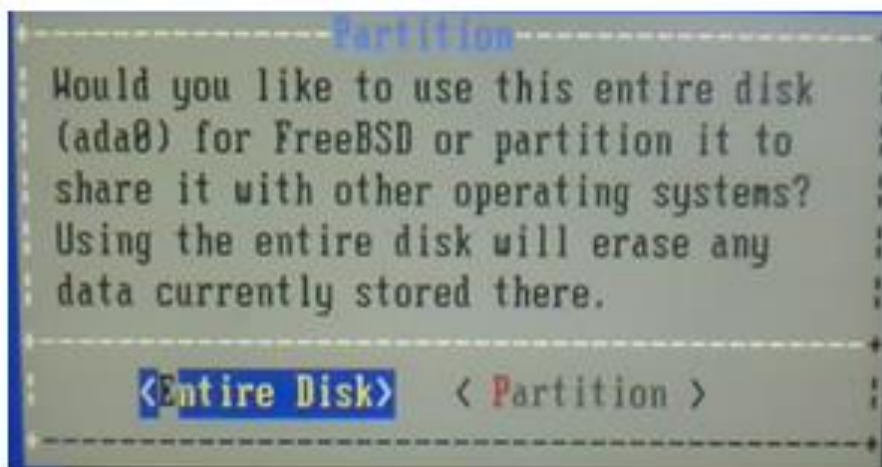 Partition
Would you like to use this entire disk
(ada0) for FreeBSD or partition it to
share it with other operating systems?
Using the entire disk will erase any
data currently stored there.
<Entire Disk> < Partition >